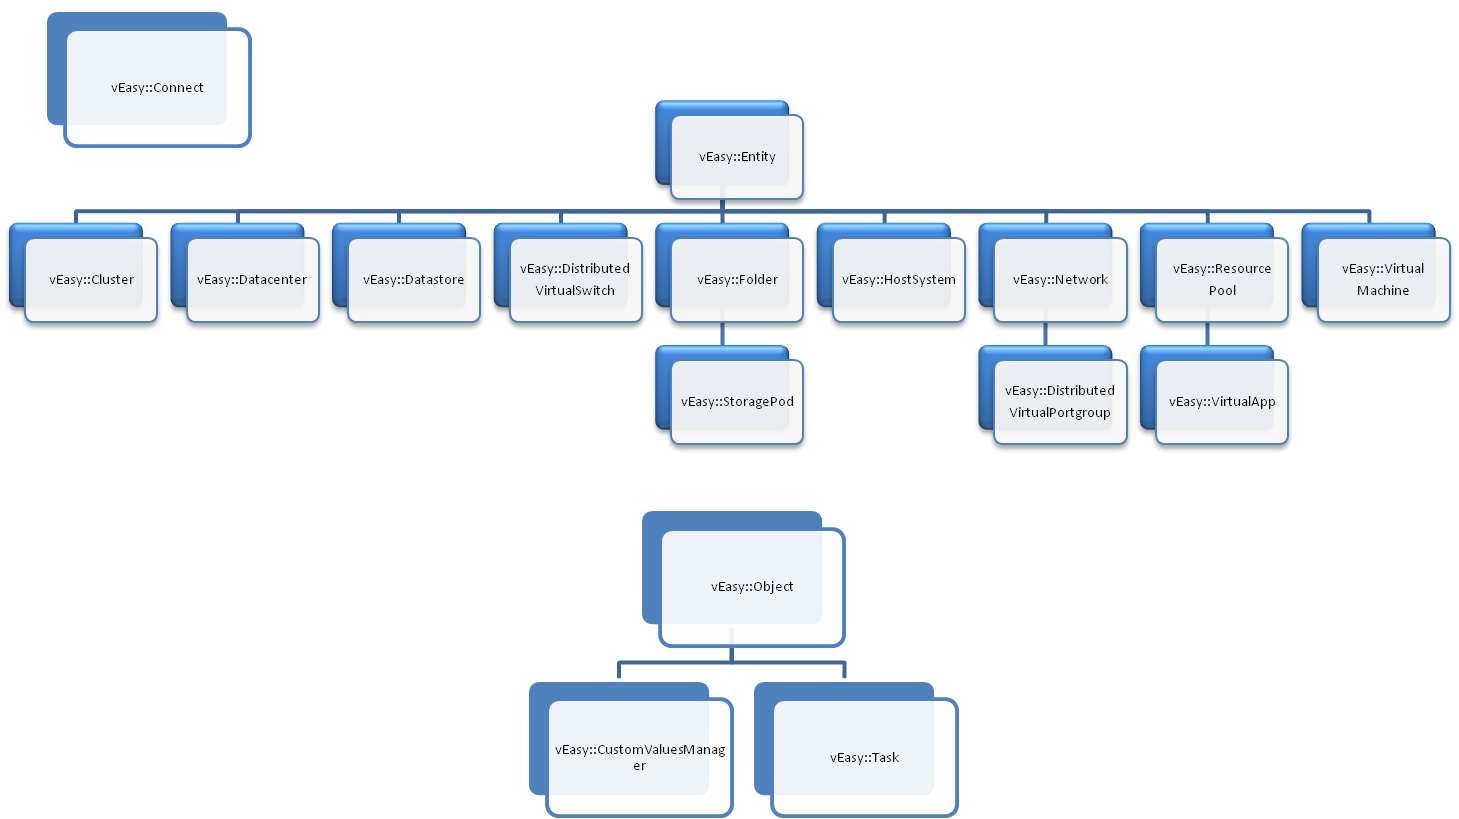 vEasy::Connect
vEasy::Entity
vEasy::Cluster
vEasy::Datacenter
vEasy::Datastore
vEasy::Distributed
VirtualSwitch
vEasy::Folder
vEasy::HostSystem
vEasy::Network
vEasy::Resource
Pool
vEasy::Virtual
Machine
vEasy::StoragePod
vEasy::Distributed
VirtualPortgroup
vEasy::VirtualApp
vEasy::Object
vEasy::CustomValuesManag
er
vEasy::Task